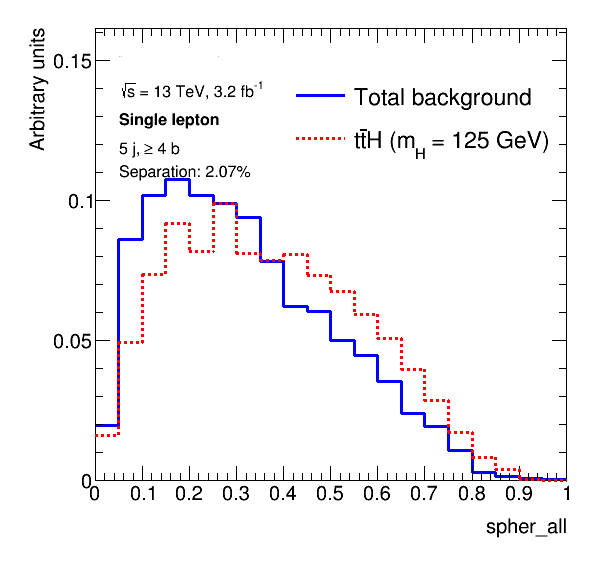 Arbitrary units
0.15
0.1
0.05
0
√s = 13 TeV, 3.2 fb⁻¹
Single lepton
5 j, ≥ 4 b
Separation: 2.07%
Total background
tt̄H (m_H = 125 GeV)
0 0.1 0.2 0.3 0.4 0.5 0.6 0.7 0.8 0.9 1
spher_all